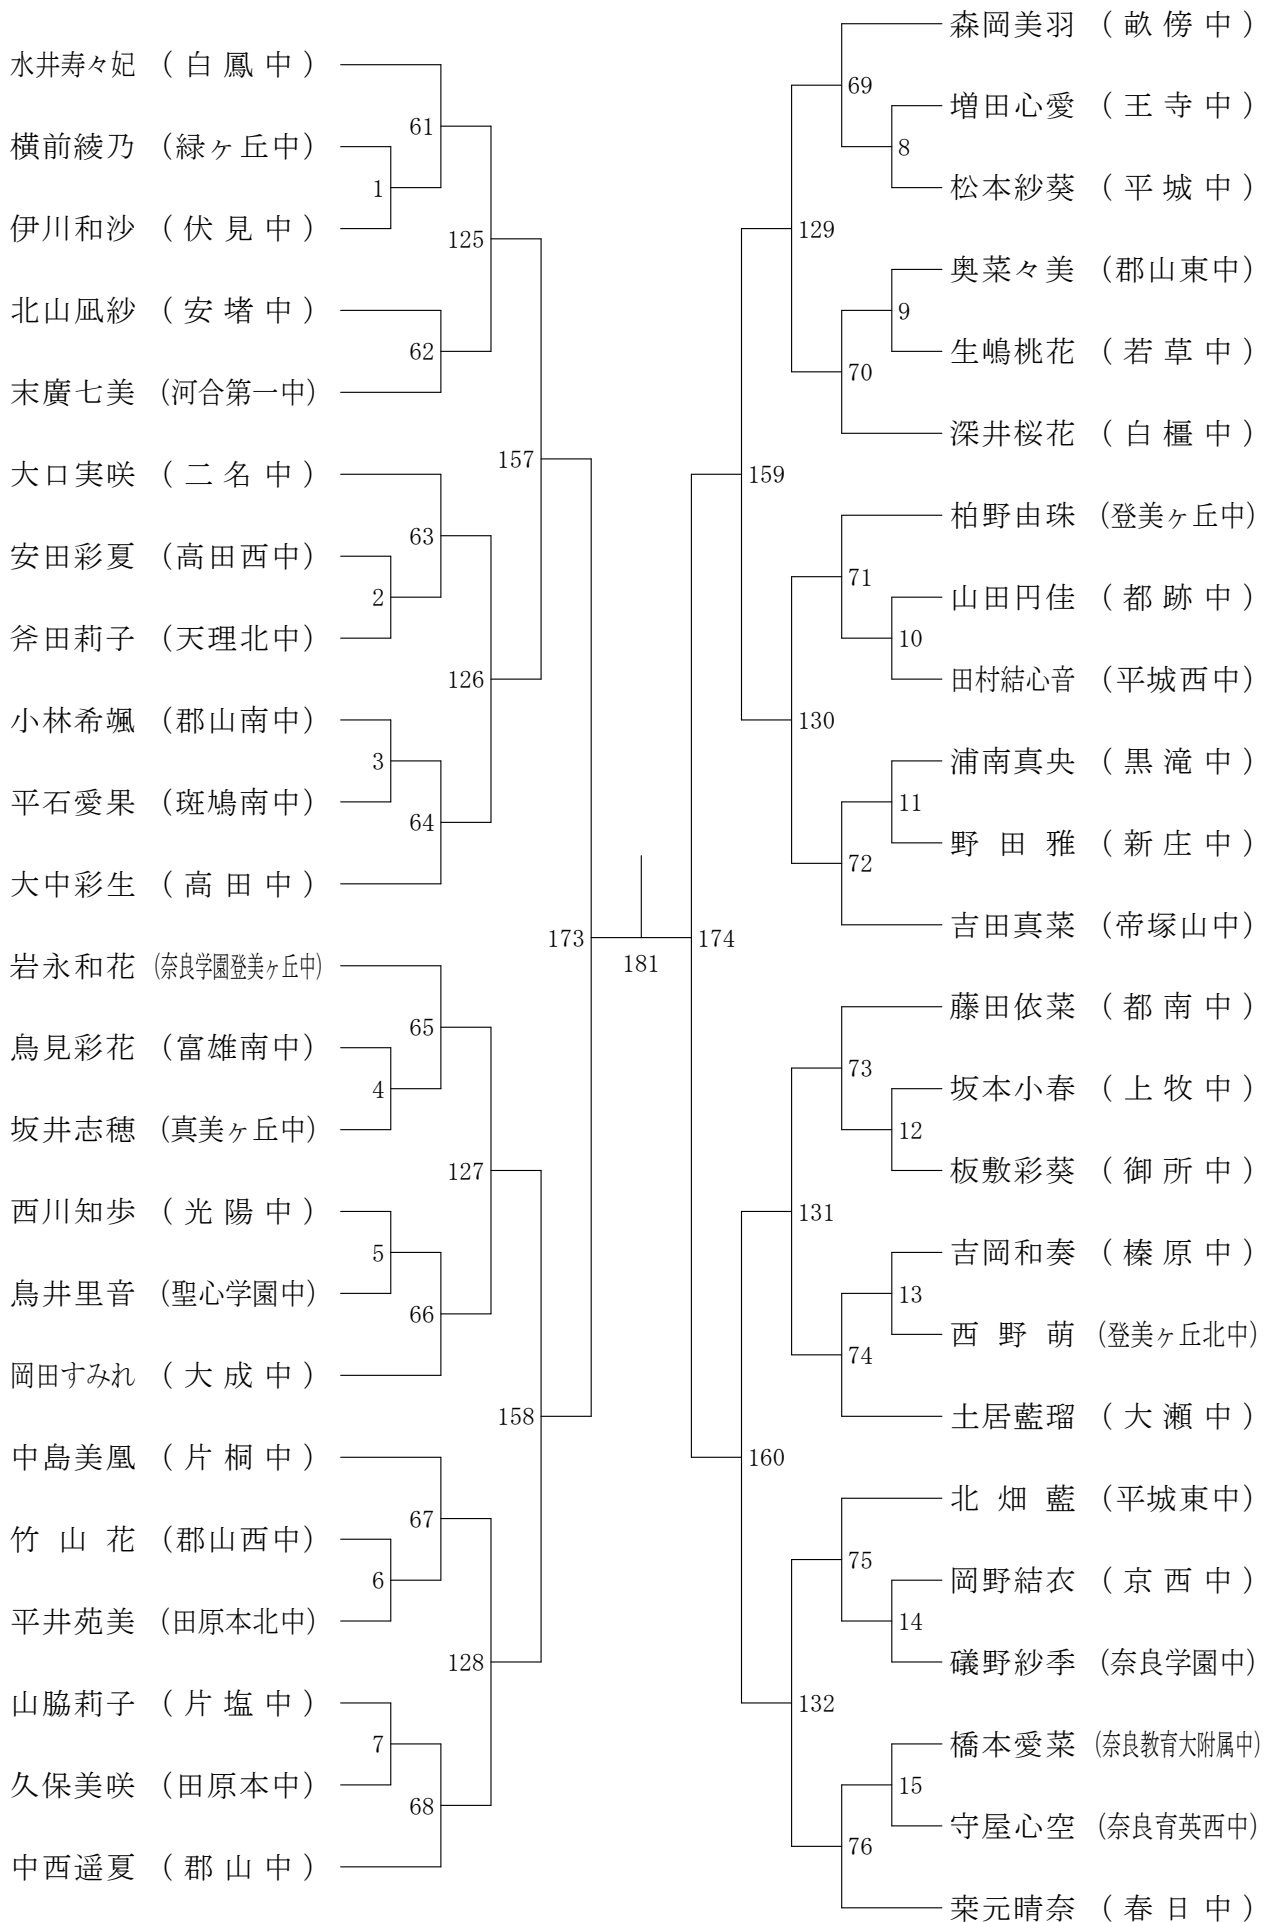 水井寿々妃 (白鳳中)
横前綾乃 (緑ヶ丘中)
伊川和沙 (伏見中)
北山凪紗 (安堵中)
末廣七美 (河合第一中)
大口実咲 (二名中)
安田彩夏 (高田西中)
斧田莉子 (天理北中)
小林希颯 (郡山南中)
平石愛果 (斑鳩南中)
大中彩生 (高田中)
岩永和花 (奈良学園登美ヶ丘中)
鳥見彩花 (富雄南中)
坂井志穂 (真美ヶ丘中)
西川知歩 (光陽中)
鳥井里音 (聖心学園中)
岡田すみれ (大成中)
中島美凰 (片桐中)
竹山花 (郡山西中)
平井苑美 (田原本北中)
山脇莉子 (片塩中)
久保美咲 (田原本中)
中西遥夏 (郡山中)
1
2
3
4
5
6
7
61
62
63
64
65
66
67
68
125
126
127
128
157
158
173
181
174
159
160
129
130
131
132
69
70
71
72
73
74
75
76
8
9
10
11
12
13
14
15
森岡美羽 (畝傍中)
増田心愛 (王寺中)
松本紗葵 (平城中)
奥菜々美 (郡山東中)
生嶋桃花 (若草中)
深井桜花 (白橿中)
柏野由珠 (登美ヶ丘中)
山田円佳 (都跡中)
田村結心音 (平城西中)
浦南真央 (黒滝中)
野田雅 (新庄中)
吉田真菜 (帝塚山中)
藤田依菜 (都南中)
坂本小春 (上牧中)
板敷彩葵 (御所中)
吉岡和奏 (榛原中)
西野萌 (登美ヶ丘北中)
土居藍瑠 (大瀬中)
北畑藍 (平城東中)
岡野結衣 (京西中)
礒野紗季 (奈良学園中)
橋本愛菜 (奈良教育大附属中)
守屋心空 (奈良育英西中)
桒元晴奈 (春日中)